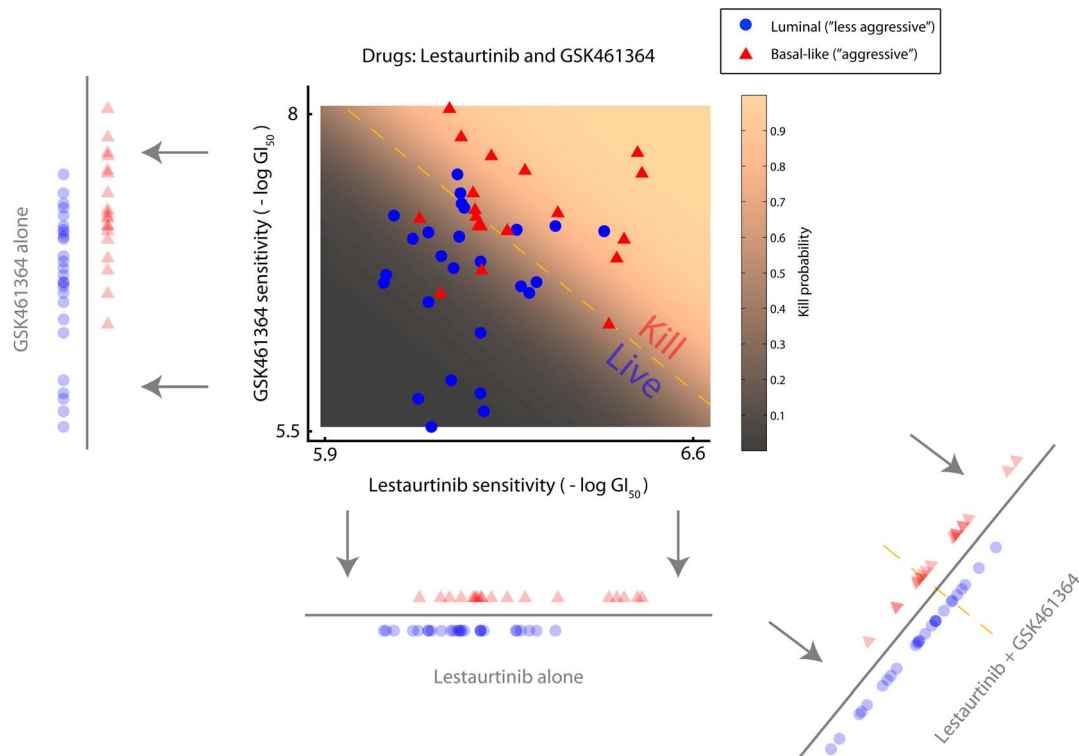 Luminal ("less aggressive")
Basal-like ("aggressive")
Drugs: Lestaurtinib and GSK461364
GSK461364 alone
GSK461364 sensitivity ( - log GI50)
8
5.5
5.9
6.6
Kill
Live
0.9
0.8
0.7
0.6
0.5
0.4
0.3
0.2
0.1
Kill probability
Lestaurtinib sensitivity ( - log GI50)
Lestaurtinib alone
Lestaurtinib + GSK461364